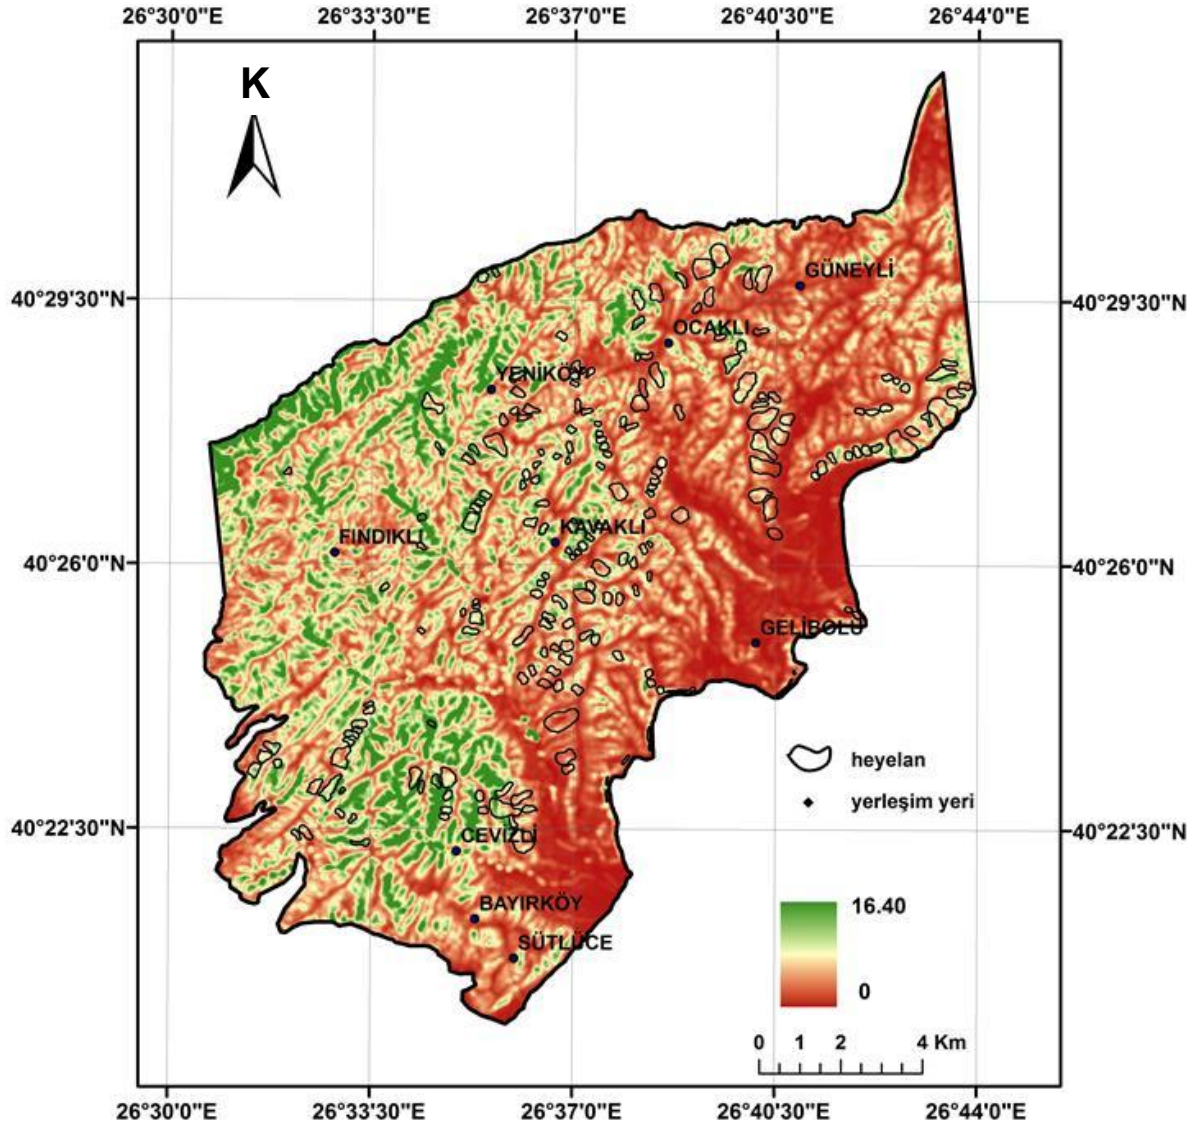 26°30'0"E 26°33'30"E 26°37'0"E 26°40'30"E 26°44'0"E
K
GÜNEYLİ
40°29'30"N 40°29'30"N
OCAKLI
YENİKÖY
FINDIKLI KAVAKLI
40°26'0"N 40°26'0"N
GELİBOLU
heyelan
yerleşim yeri
40°22'30"N 40°22'30"N
CEVİZLİ
BAYIRKÖY
16.40
SÜTLÜCE
0
0 1 2 4 Km
26°30'0"E 26°33'30"E 26°37'0"E 26°40'30"E 26°44'0"E